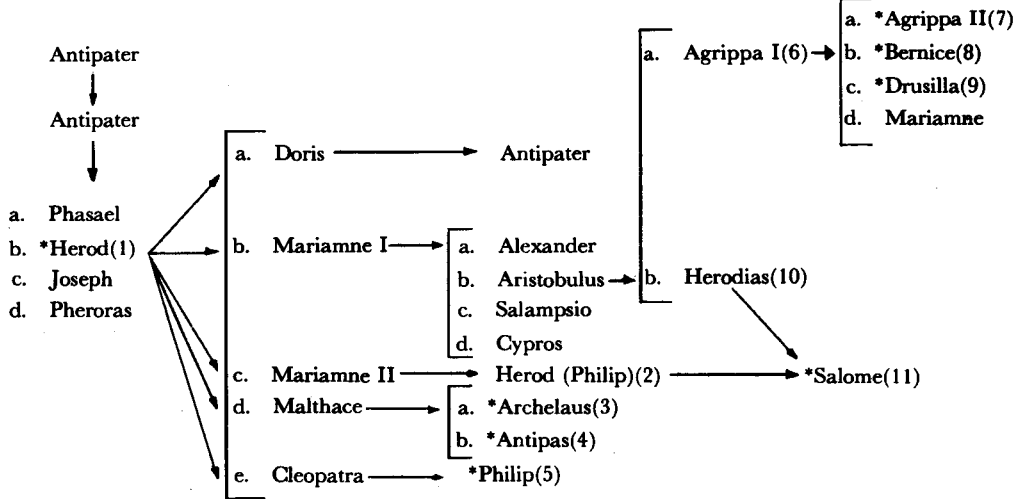 Antipater
Antipater
a. Phasael
b. *Herod(1)
c. Joseph
d. Pheroras
a. Doris
Antipater
b. Mariamne I
a. Alexander
b. Aristobulus
c. Salampsio
d. Cypros
c. Mariamne II
Herod (Philip)(2)
d. Malthace
a. *Archelaus(3)
b. *Antipas(4)
e. Cleopatra
*Philip(5)
a. Agrippa I(6)
b. Herodias(10)
*Salome(11)
a. *Agrippa II(7)
b. *Bernice(8)
c. *Drusilla(9)
d. Mariamne